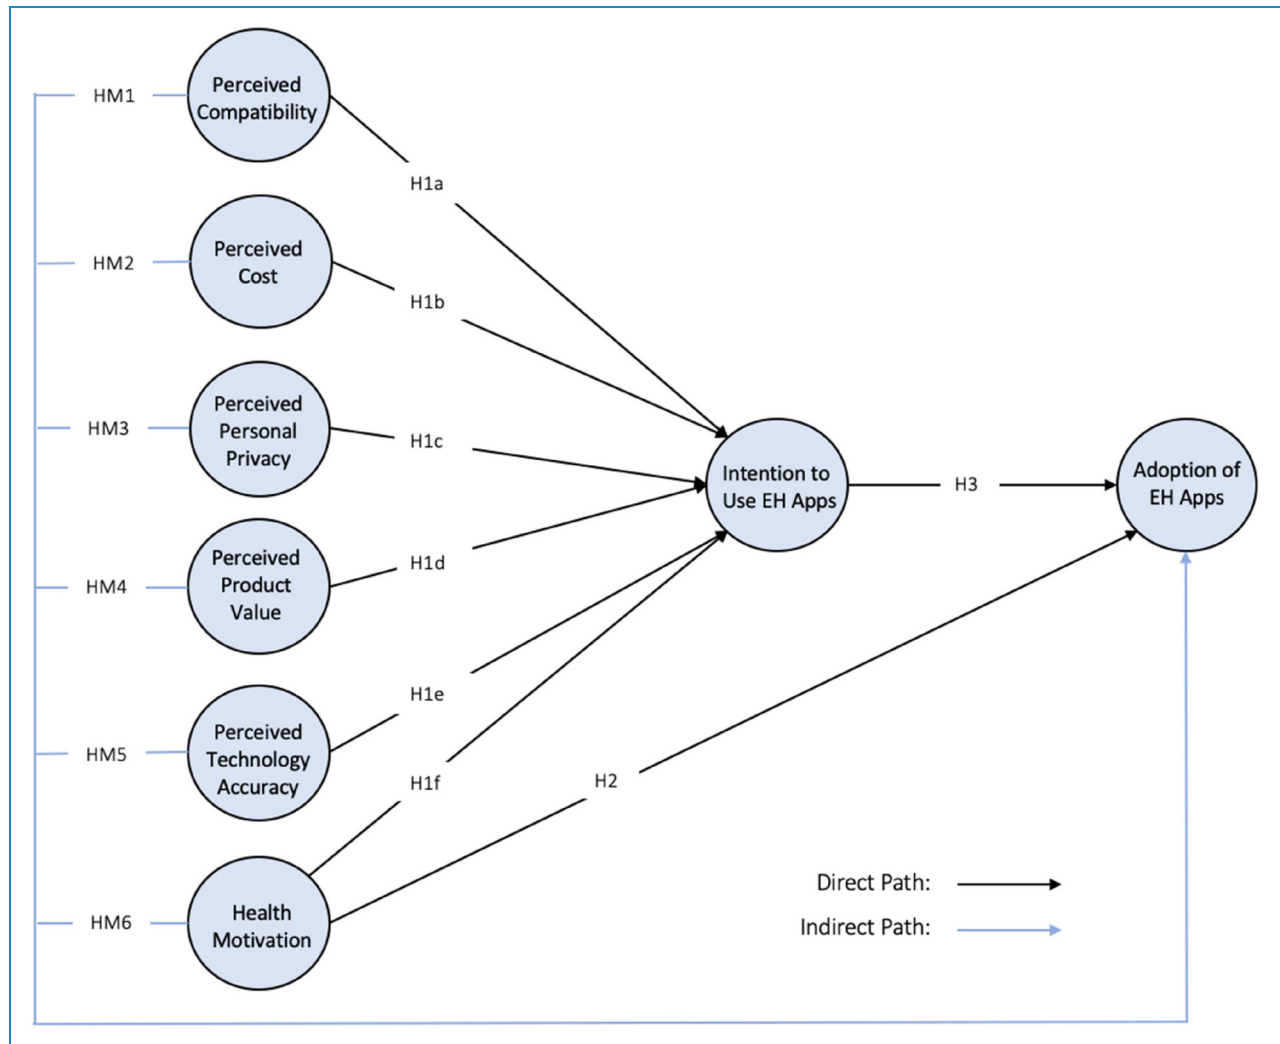 HM1
Perceived
Compatibility
H1a
HM2
Perceived
Cost
H1b
HM3
Perceived
Personal
Privacy
H1c
HM4
Perceived
Product
Value
H1d
HM5
Perceived
Technology
Accuracy
H1e
HM6
Health
Motivation
H1f
H2
Intention to
Use EH Apps
H3
Adoption of
EH Apps
Direct Path:
Indirect Path: